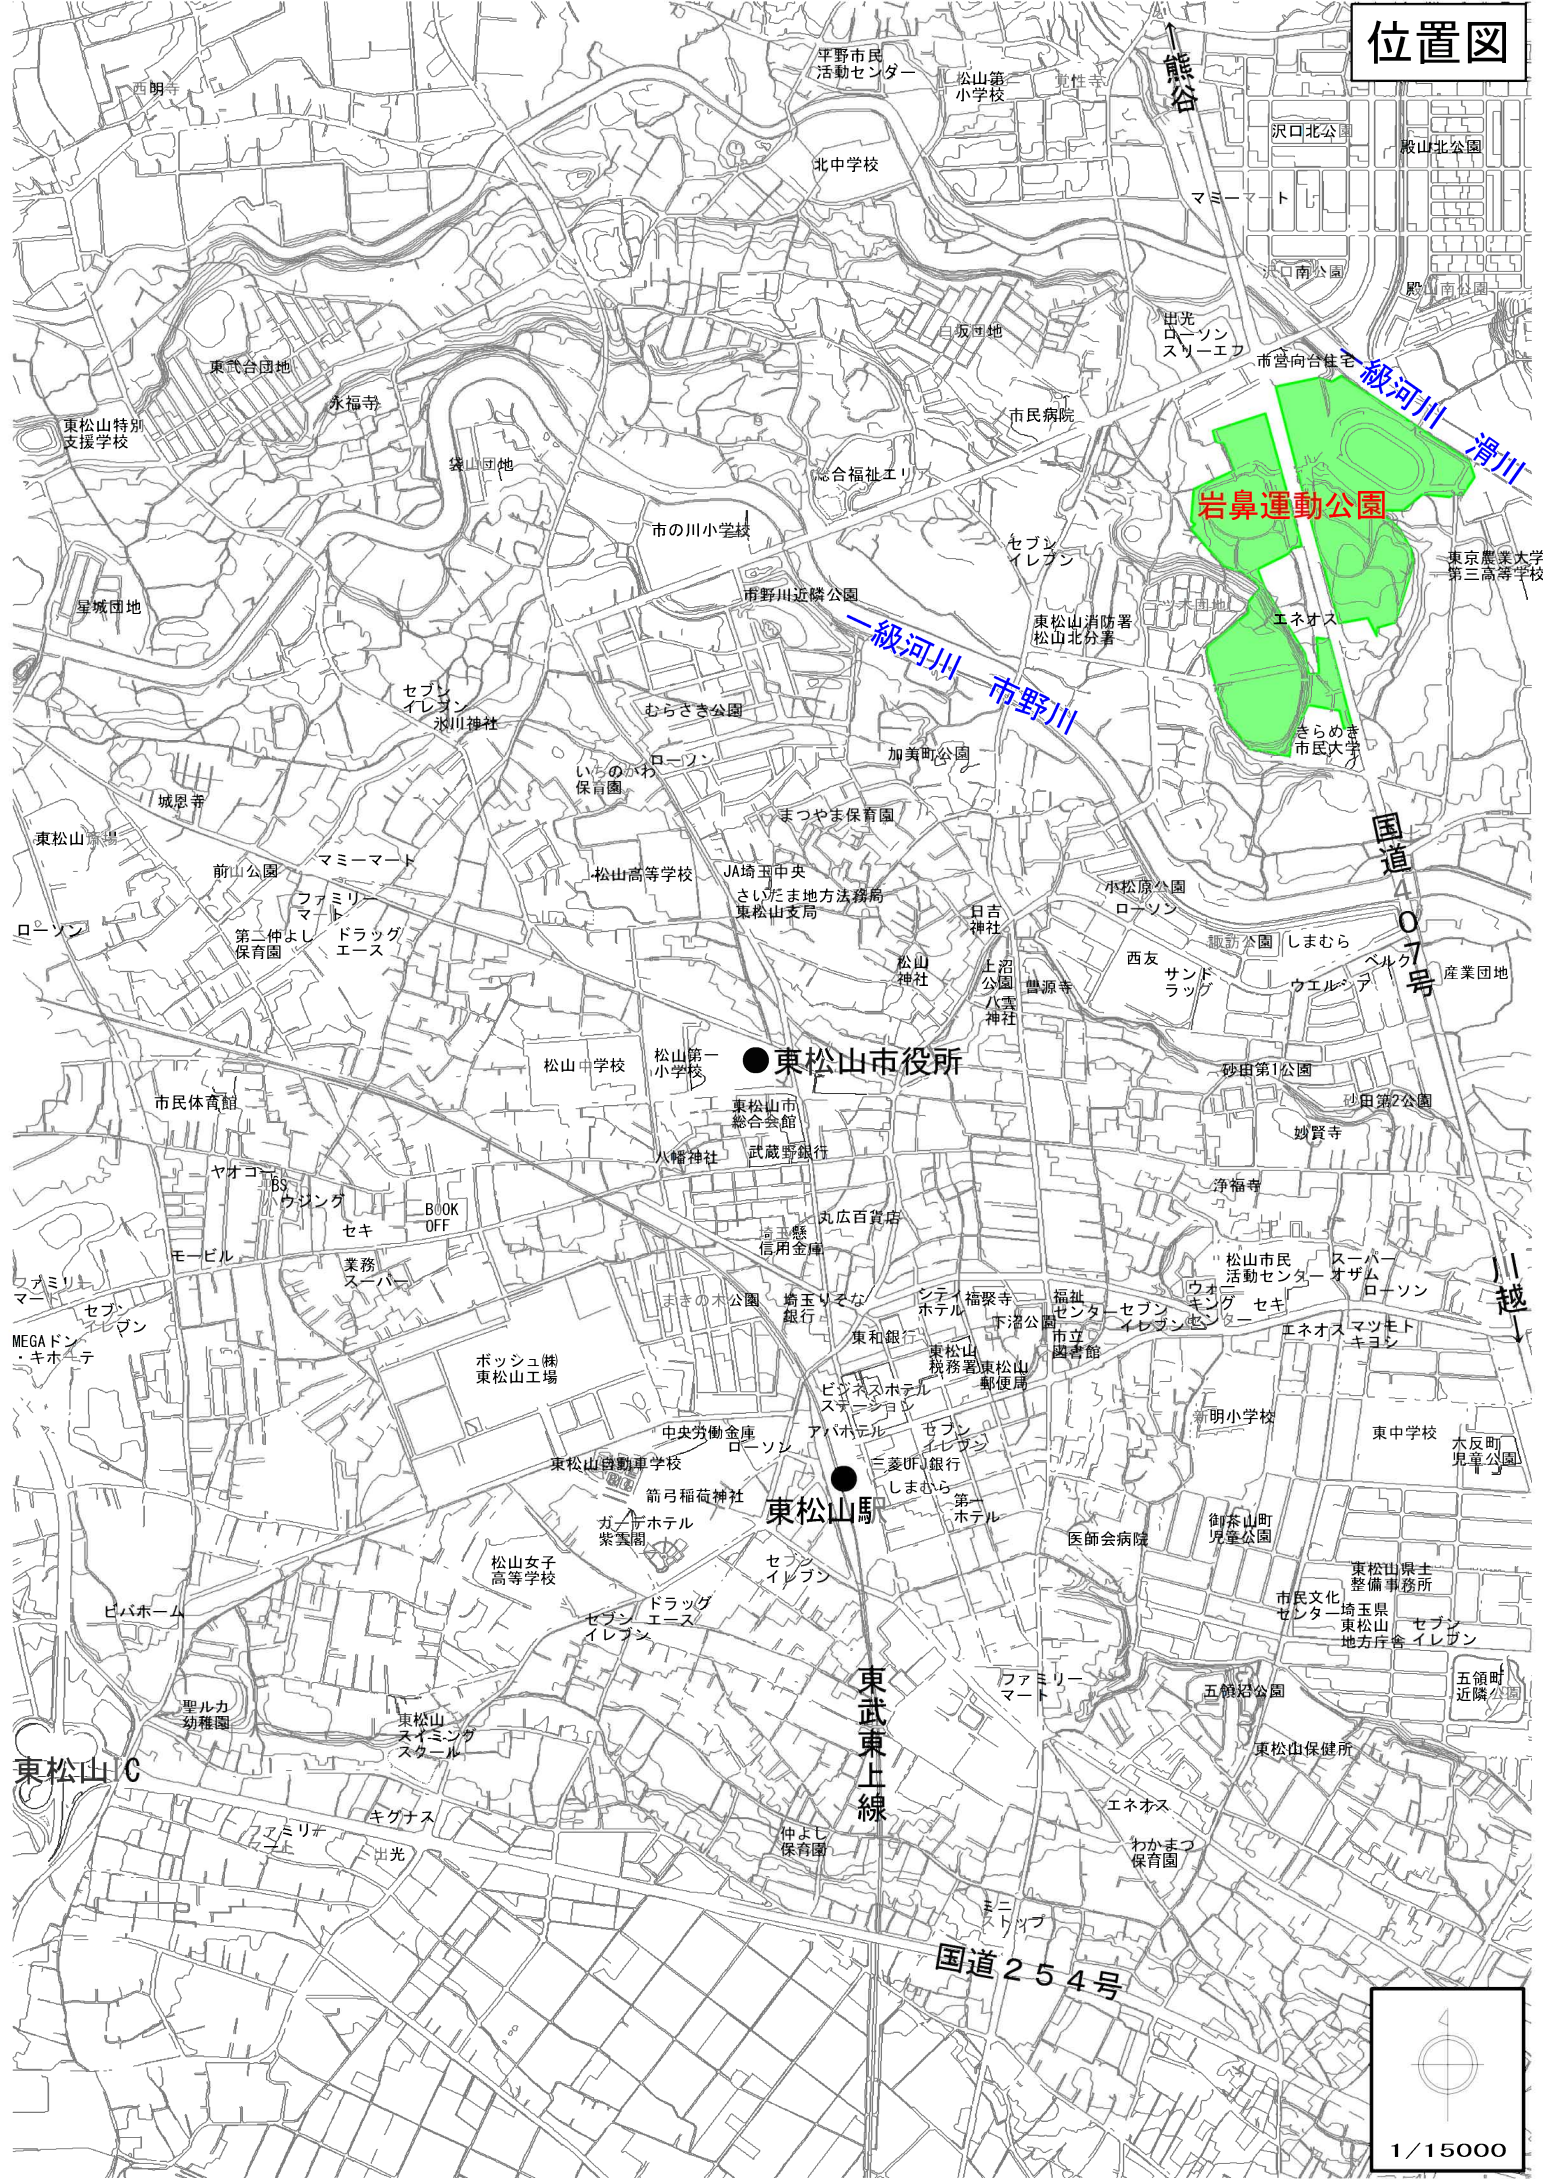 位置図
←熊谷
平野市民
活動センター
松山第二
小学校
覚性寺
西明寺
沢口北公園
殿山北公園
北中学校
マミーマート
沢口南公園
殿山南公園
出光
ローソン
スリーエフ
白坂団地
市営向台住宅
一級河川　滑川
東武台団地
永福寺
東松山特別
支援学校
市民病院
袋山団地
総合福祉エリア
岩鼻運動公園
市の川小学校
セブン
イレブン
東京農業大学
第三高等学校
星城団地
市野川近隣公園
一級河川　市野川
東松山消防署
松山北分署
エネオス
セブン
イレブン
氷川神社
むらさき公園
きらめき
市民大学
加美町公園
ローソン
いちのかわ
保育園
城恩寺
まつやま保育園
国道４０７号
東松山斎場
マミーマート
前山公園
松山高等学校
JA埼玉中央
さいたま地方法務局
東松山支局
小松原公園
ローソン
ファミリー
マート
日吉
神社
ローソン
第二仲よし
保育園
ドラッグ
エース
諏訪公園
しまむら
西友
サンド
ラッグ
ベルク
産業団地
ウエルシア
松山
神社
上沼
公園
八雲
神社
曹源寺
松山中学校
松山第一
小学校
●東松山市役所
砂田第1公園
砂田第2公園
市民体育館
東松山市
総合会館
妙賢寺
八幡神社
武蔵野銀行
ヤオコー
TBS
ハウジング
浄福寺
セキ
BOOK
OFF
丸広百貨店
埼玉懸
信用金庫
モービル
業務
スーパー
松山市民
活動センター
スーパー
オザム
ローソン
川越→
ファミリー
マート
セブン
イレブン
まきの木公園
埼玉りそな
銀行
シティ
ホテル
福聚寺
下沼公園
福祉
センター
セブン
イレブン
ウォー
キング
センター
セキ
エネオス
マツモト
キヨシ
MEGAドン
・キホーテ
東和銀行
東松山
税務署
東松山
郵便局
市立
図書館
ボッシュ㈱
東松山工場
ビジネスホテル
ステーション
アパホテル
セブン
イレブン
新明小学校
東中学校
六反町
児童公園
中央労働金庫
ローソン
東松山自動車学校
三菱UFJ銀行
しまむら
箭弓稲荷神社
東松山駅
第一
ホテル
ガーデホテル
紫雲閣
医師会病院
御茶山町
児童公園
松山女子
高等学校
セブン
イレブン
東松山県土
整備事務所
市民文化
センター
埼玉県
東松山
地方庁舎
セブン
イレブン
ビバホーム
ドラッグ
エース
セブン
イレブン
東武東上線
ファミリー
マート
五領沼公園
五領町
近隣公園
聖ルカ
幼稚園
東松山
スイミング
スクール
東松山保健所
東松山IC
キグナス
ファミリー
マート
出光
エネオス
仲よし
保育園
わかまつ
保育園
ミニ
ストップ
国道２５４号
1/15000